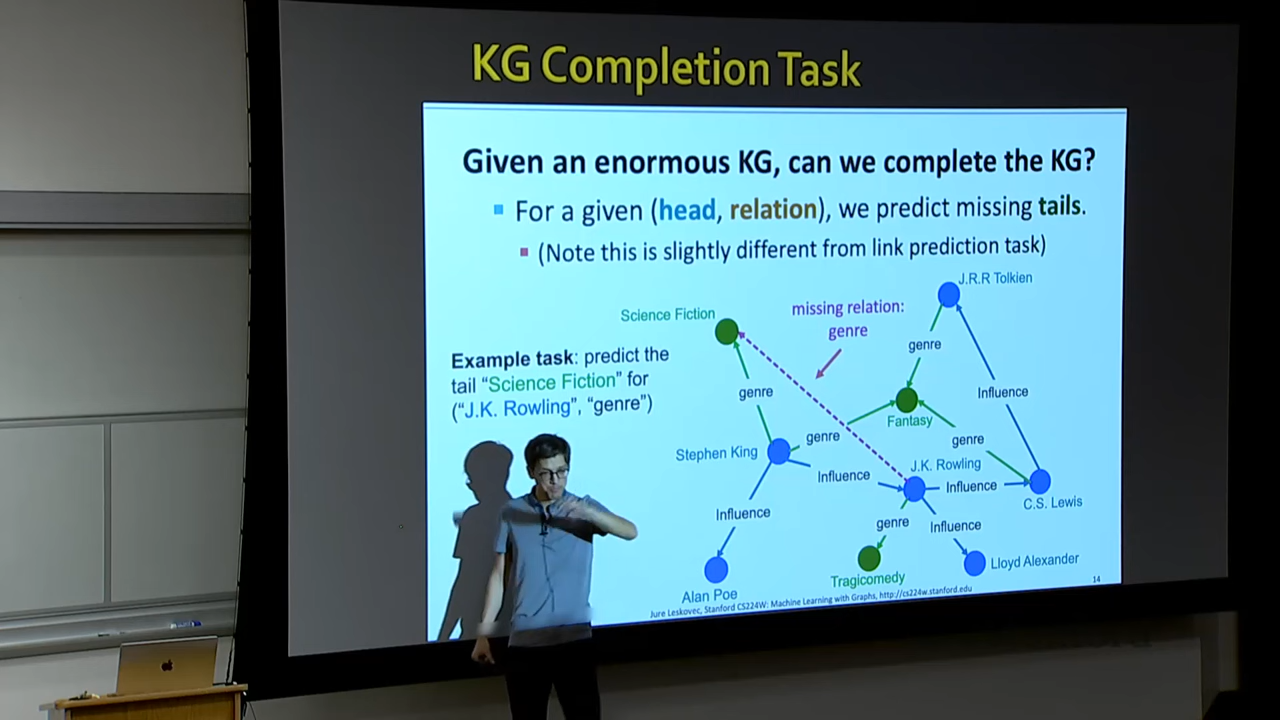 KG Completion Task
Given an enormous KG, can we complete the KG?
For a given (head, relation), we predict missing tails.
(Note this is slightly different from link prediction task)
J.R.R Tolkien
Science Fiction
missing relation:
genre
Example task: predict the
tail “Science Fiction” for
(“J.K. Rowling”, “genre”)
genre
genre
Influence
Fantasy
genre
genre
Stephen King
Influence
J.K. Rowling
Influence
C.S. Lewis
Influence
genre
Influence
Alan Poe
Tragicomedy
Lloyd Alexander
Jure Leskovec, Stanford CS224W: Machine Learning with Graphs, http://cs224w.stanford.edu
14